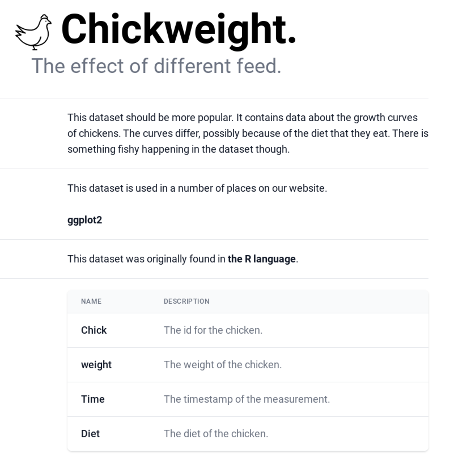 Chickweight.
The effect of different feed.
This dataset should be more popular. It contains data about the growth curves
of chickens. The curves differ, possibly because of the diet that they eat. There is
something fishy happening in the dataset though.
This dataset is used in a number of places on our website.
ggplot2
This dataset was originally found in the R language.
NAME DESCRIPTION
Chick The id for the chicken.
weight The weight of the chicken.
Time The timestamp of the measurement.
Diet The diet of the chicken.